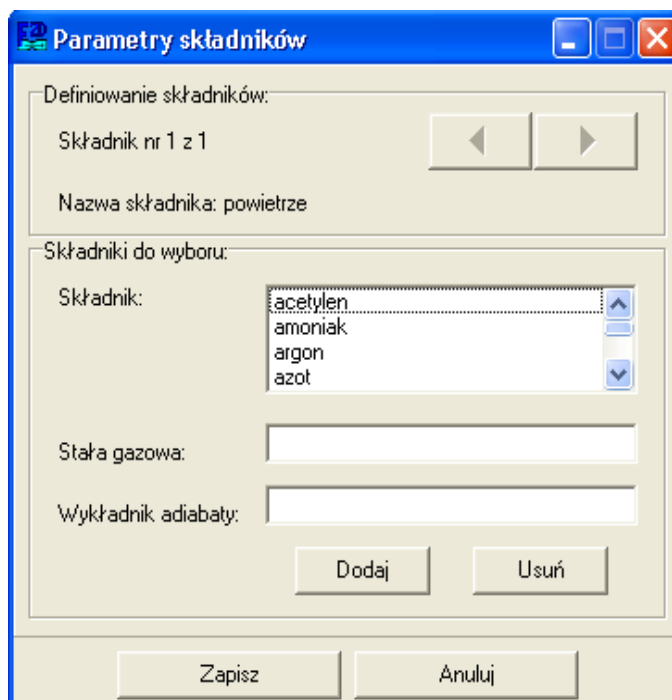 Parametry składników
Definiowanie składników:
Składnik nr 1 z 1
Nazwa składnika: powietrze
Składniki do wyboru:
Składnik:
acetylen
amoniak
argon
azot
Stała gazowa:
Wykładnik adiabaty:
Dodaj
Usuń
Zapisz
Anuluj